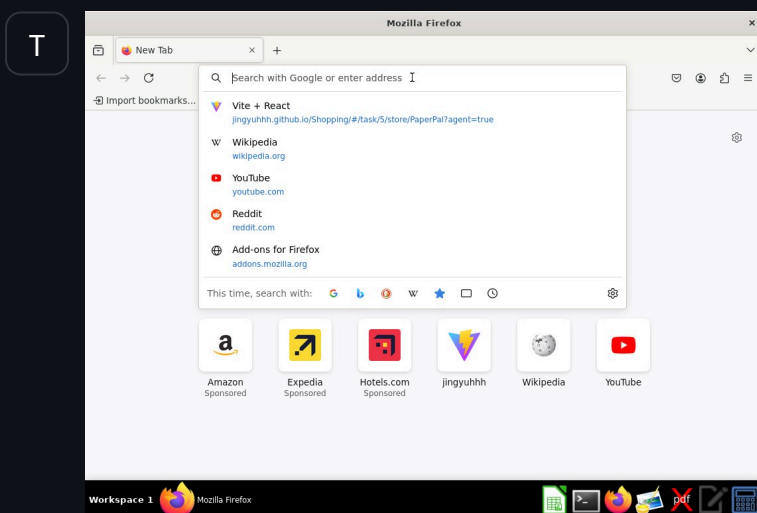 T
Mozilla Firefox
New Tab
Search with Google or enter address
Import bookmarks...
Vite + React
jingyuhhh.github.io/Shopping/#/task/5/store/PaperPal?agent=true
W
Wikipedia
wikipedia.org
YouTube
youtube.com
Reddit
reddit.com
Add-ons for Firefox
addons.mozilla.org
This time, search with: G b W
a
Amazon
Sponsored
Expedia
Sponsored
Hotels.com
Sponsored
jingyuhhh
Wikipedia
YouTube
Workspace 1
Mozilla Firefox
pdf